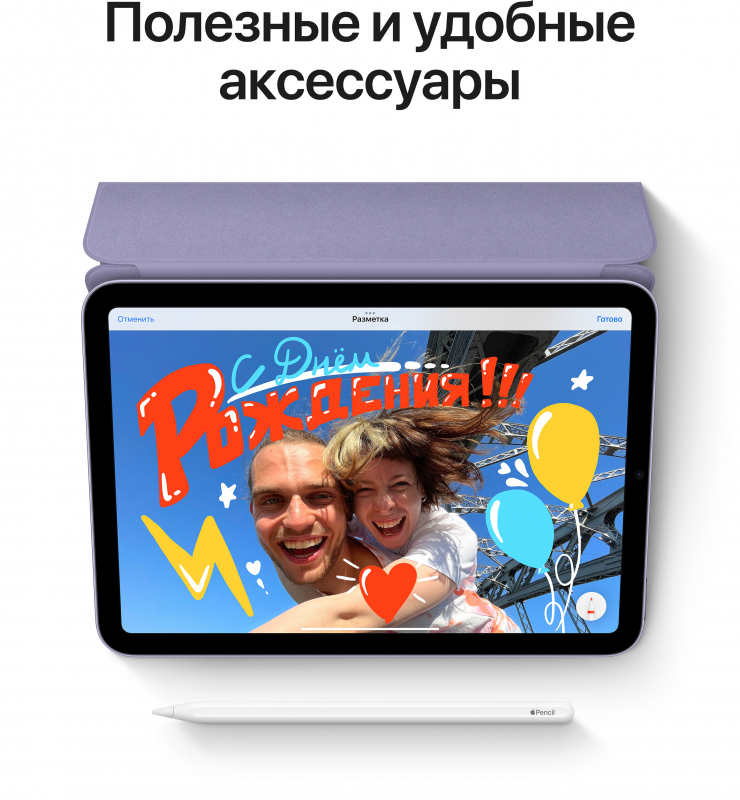 Полезные и удобные
аксессуары
Отменить
Разметка
Готово
С Днём
Рождения!!!
Pencil